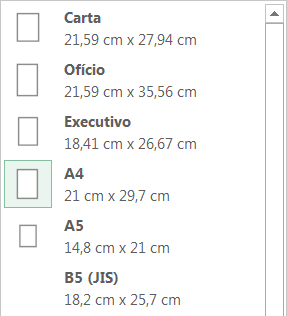 Carta
21,59 cm x 27,94 cm
Ofício
21,59 cm x 35,56 cm
Executivo
18,41 cm x 26,67 cm
A4
21 cm x 29,7 cm
A5
14,8 cm x 21 cm
B5 (JIS)
18,2 cm x 25,7 cm